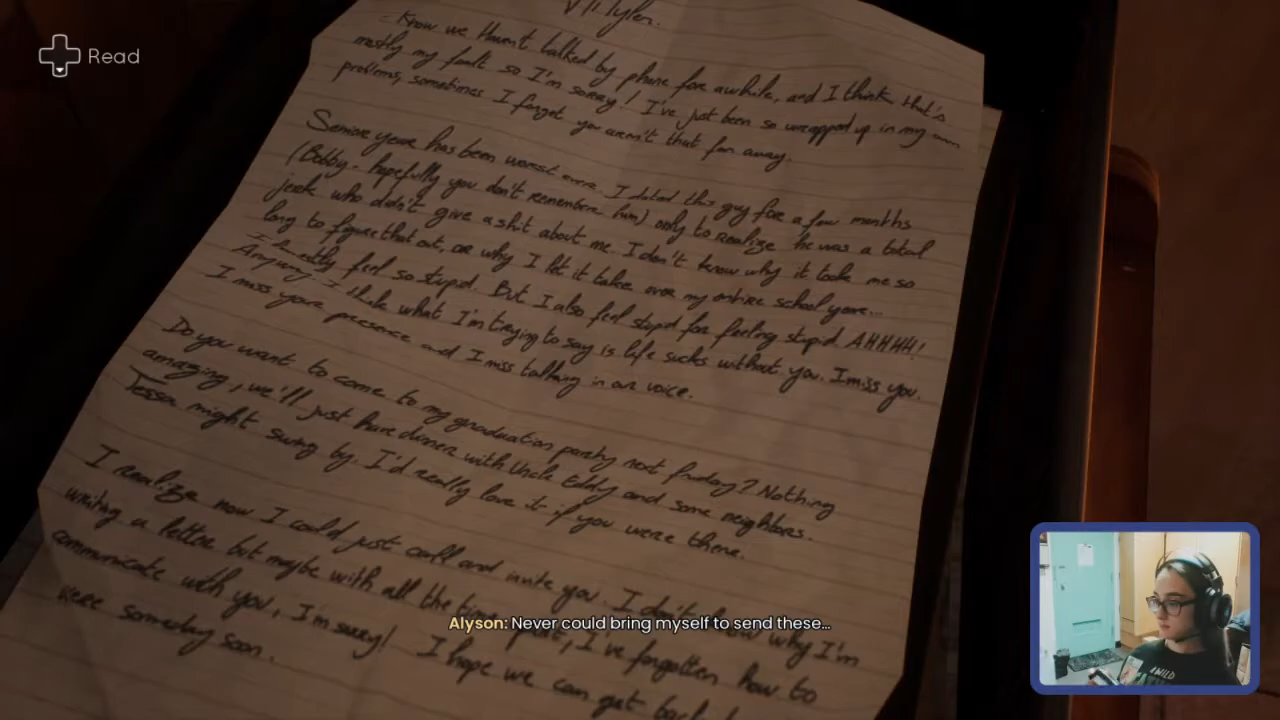 Read
Tyler.
Know we Haven't talked by phone for awhile, and I think that's
mostly my fault so I'm sorry! I've just been so wrapped up in my own
problems, sometimes I forget you aren't that far away.
Senior year has been worst ever. I dated this guy for a few months
(Bobby - hopefully you don't remember him) only to realize he was a total
jerk who didn't give a shit about me. I don't know why it took me so
long to figure that out, or why I let it take over my entire school year...
I honestly feel so stupid. But I also feel stupid for feeling stupid. AHHHH!
Anyway, I think what I'm trying to say is life sucks without you. I miss you.
I miss your presence and I miss talking in our voice.
Do you want to come to my graduation party next friday? Nothing
amazing, we'll just have dinner with Uncle Eddy and some neighbors.
Tessa might swing by. I'd really love it if you were there.
I realize now I could just call and invite you. I don't know why I'm
writing a letter but maybe with all the time apart, I've forgotten how to
communicate with you, I'm sorry! I hope we can get back
were someday soon.
Alyson: Never could bring myself to send these...
I WILD